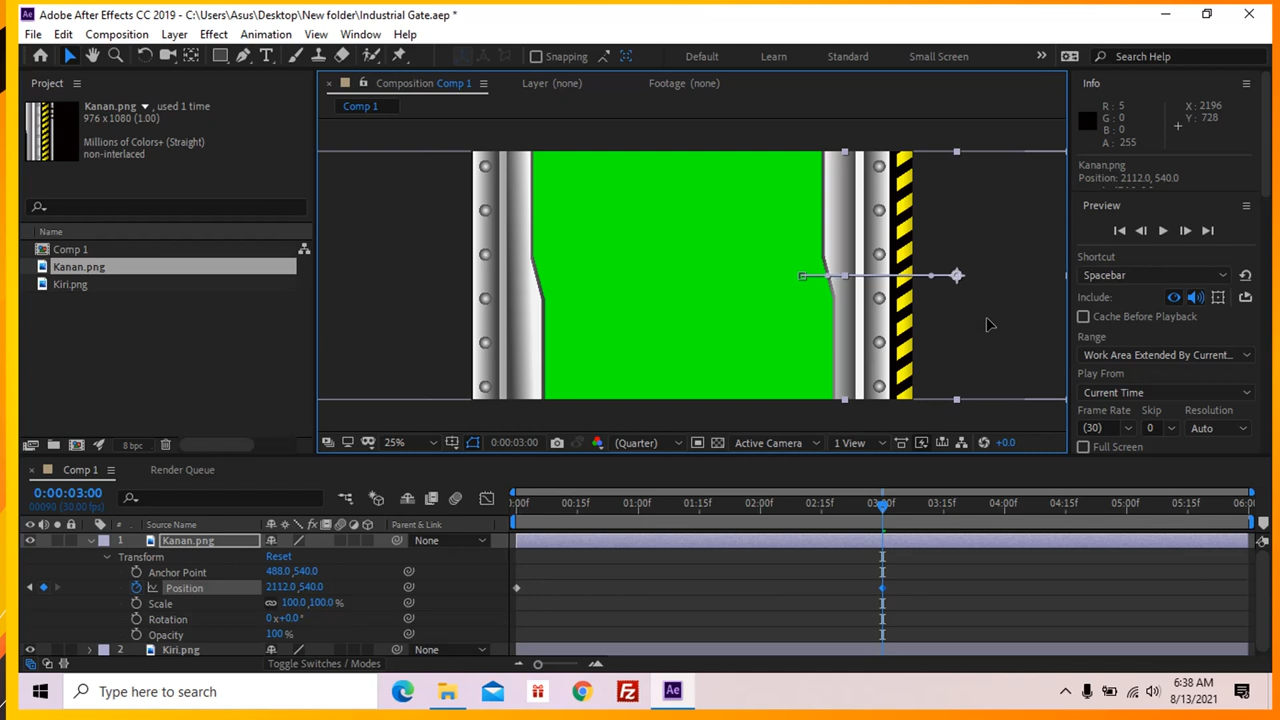 Adobe After Effects CC 2019 - C:\Users\Asus\Desktop\New folder\Industrial Gate.aep *
File Edit Composition Layer Effect Animation View Window Help
Snapping Default Learn Standard Small Screen Search Help
Project
Kanan.png , used 1 time
976 x 1080 (1.00)
Millions of Colors+ (Straight)
non-interlaced
Name
Comp 1
Kanan.png
Kiri.png
8 bpc
Composition Comp 1 Layer (none) Footage (none)
Comp 1
25% 0:00:03:00 (Quarter) Active Camera 1 View +0.0
Info
R : 5 X : 2196
G : 0 Y : 728
B : 0
A : 255
Kanan.png
Position: 2112.0, 540.0
Preview
Shortcut
Spacebar
Include:
Cache Before Playback
Range
Work Area Extended By Current...
Play From
Current Time
Frame Rate Skip Resolution
(30) 0 Auto
Full Screen
Comp 1 Render Queue
0:00:03:00
00090 (30.00 fps)
:00f 00:15f 01:00f 01:15f 02:00f 02:15f 03:00f 03:15f 04:00f 04:15f 05:00f 05:15f 06:0
# Source Name fx Parent & Link
1 Kanan.png None
Transform Reset
Anchor Point 488.0,540.0
Position 2112.0,540.0
Scale 100.0,100.0 %
Rotation 0x+0.0°
Opacity 100 %
2 Kiri.png None
Toggle Switches / Modes
Type here to search
Ae
6:38 AM
8/13/2021